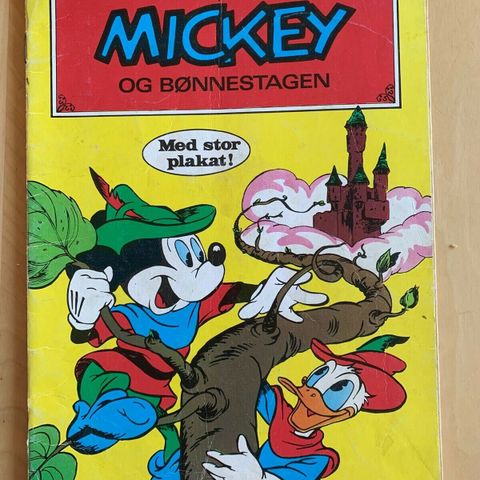 MICKEY
OG BØNNESTAGEN
Med stor
plakat!